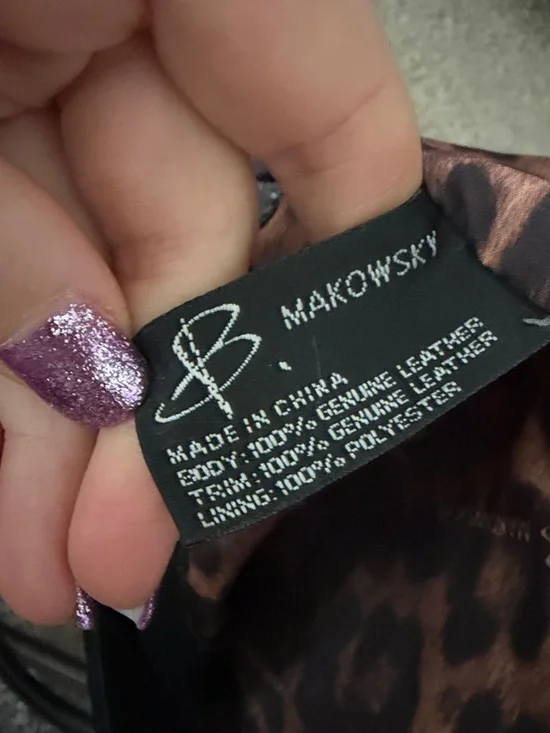 B. MAKOWSKY
MADE IN CHINA
BODY:100% GENUINE LEATHER
TRIM:100% GENUINE LEATHER
LINING:100% POLYESTER